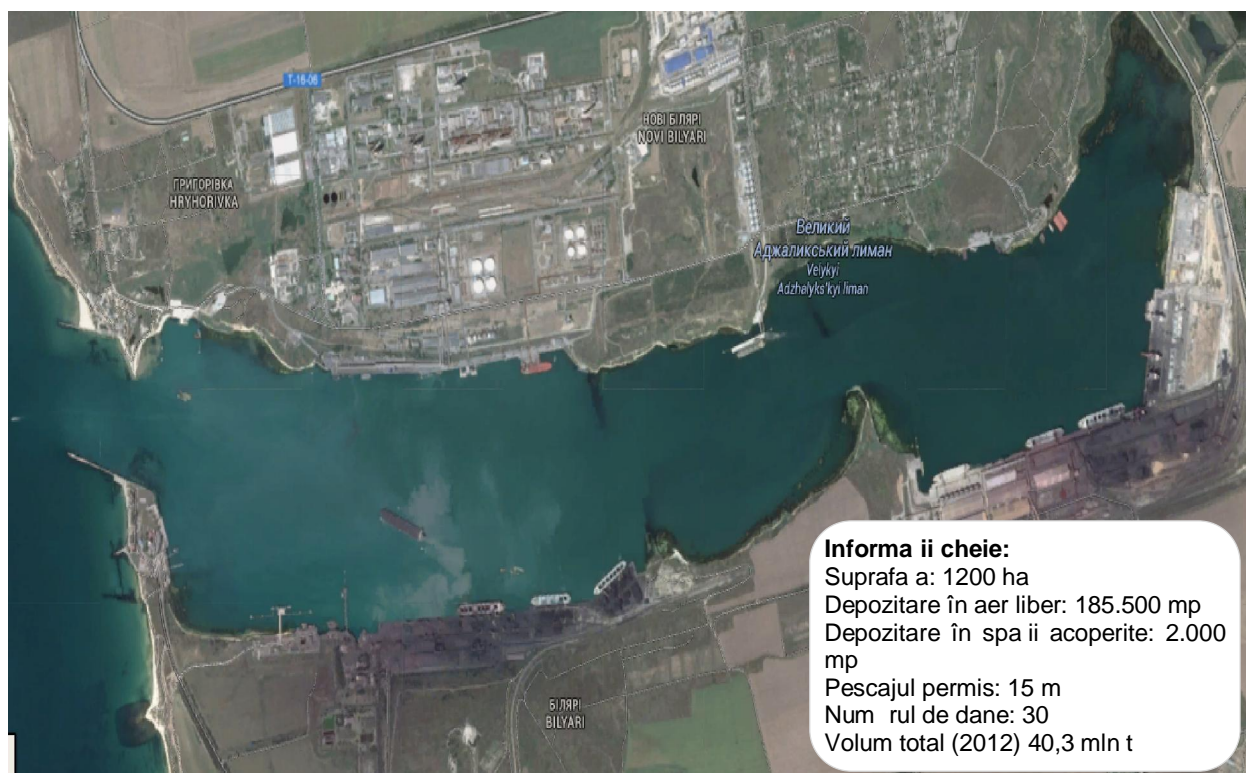 T-16-06
НОВІ БІЛЯРІ
NOVI BILYARI
ГРИГОРІВКА
HRYHORIVKA
Великий
Аджаликський лиман
Velykyi
Adzhalyks'kyi liman
БІЛЯРІ
BILYARI
Informa ii cheie:
Suprafa a: 1200 ha
Depozitare în aer liber: 185.500 mp
Depozitare în spa ii acoperite: 2.000
mp
Pescajul permis: 15 m
Num rul de dane: 30
Volum total (2012) 40,3 mln t